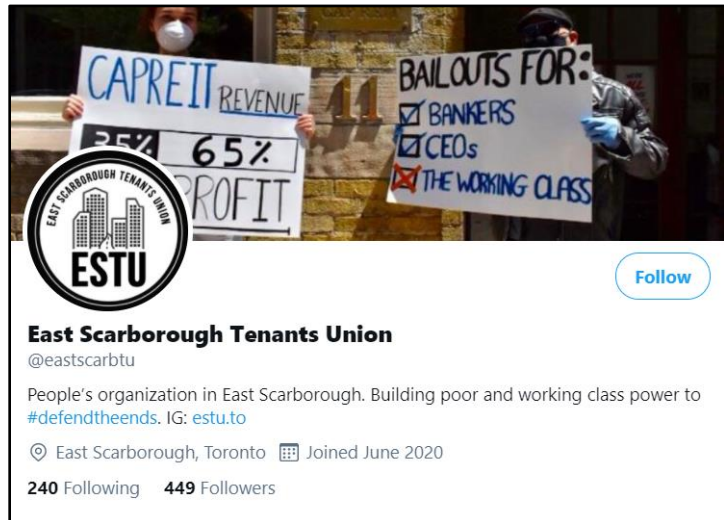 CAPREIT REVENUE
35% 65%
PROFIT
11
BAILOUTS FOR:
BANKERS
CEOs
THE WORKING CLASS
EAST SCARBOROUGH TENANTS UNION
ESTU
Follow
East Scarborough Tenants Union
@eastscarbtu
People’s organization in East Scarborough. Building poor and working class power to
#defendtheends. IG: estu.to
East Scarborough, Toronto Joined June 2020
240 Following 449 Followers